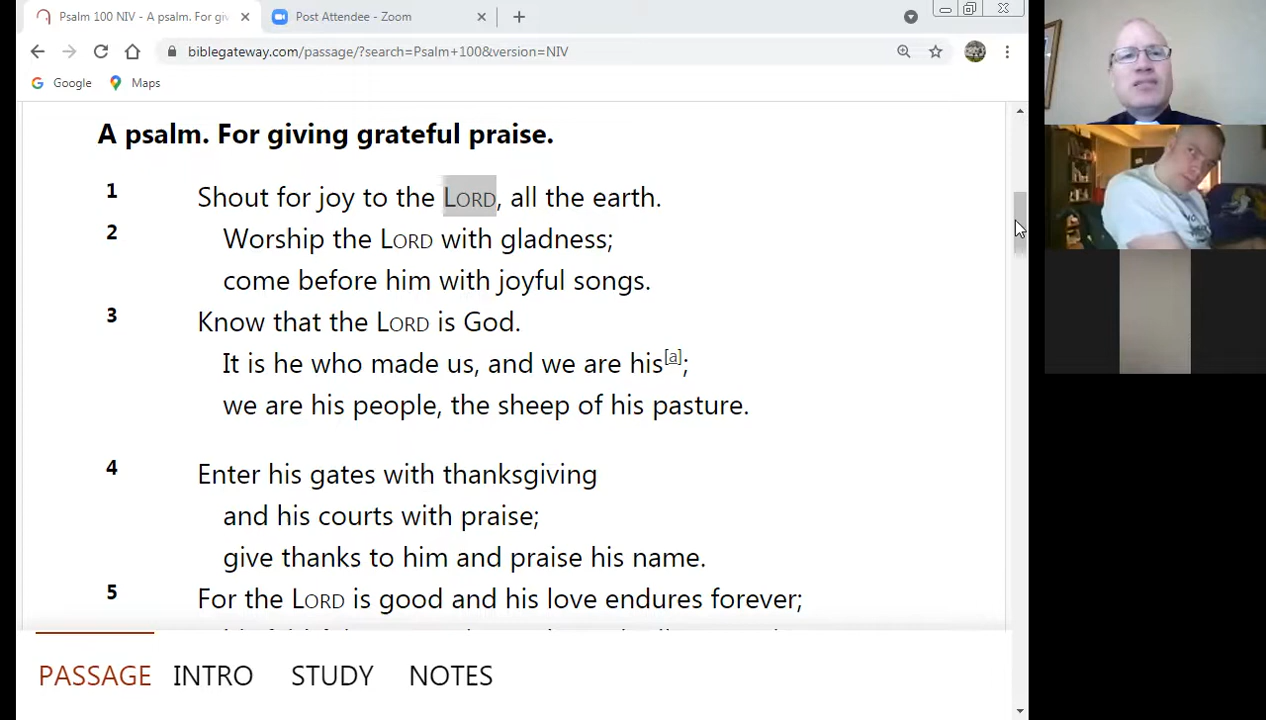 Psalm 100 NIV - A psalm. For giv
Post Attendee - Zoom
biblegateway.com/passage/?search=Psalm+100&version=NIV
Google
Maps
A psalm. For giving grateful praise.
1 Shout for joy to the LORD, all the earth.
2 Worship the LORD with gladness;
come before him with joyful songs.
3 Know that the LORD is God.
It is he who made us, and we are his[a];
we are his people, the sheep of his pasture.
4 Enter his gates with thanksgiving
and his courts with praise;
give thanks to him and praise his name.
5 For the LORD is good and his love endures forever;
PASSAGE INTRO STUDY NOTES